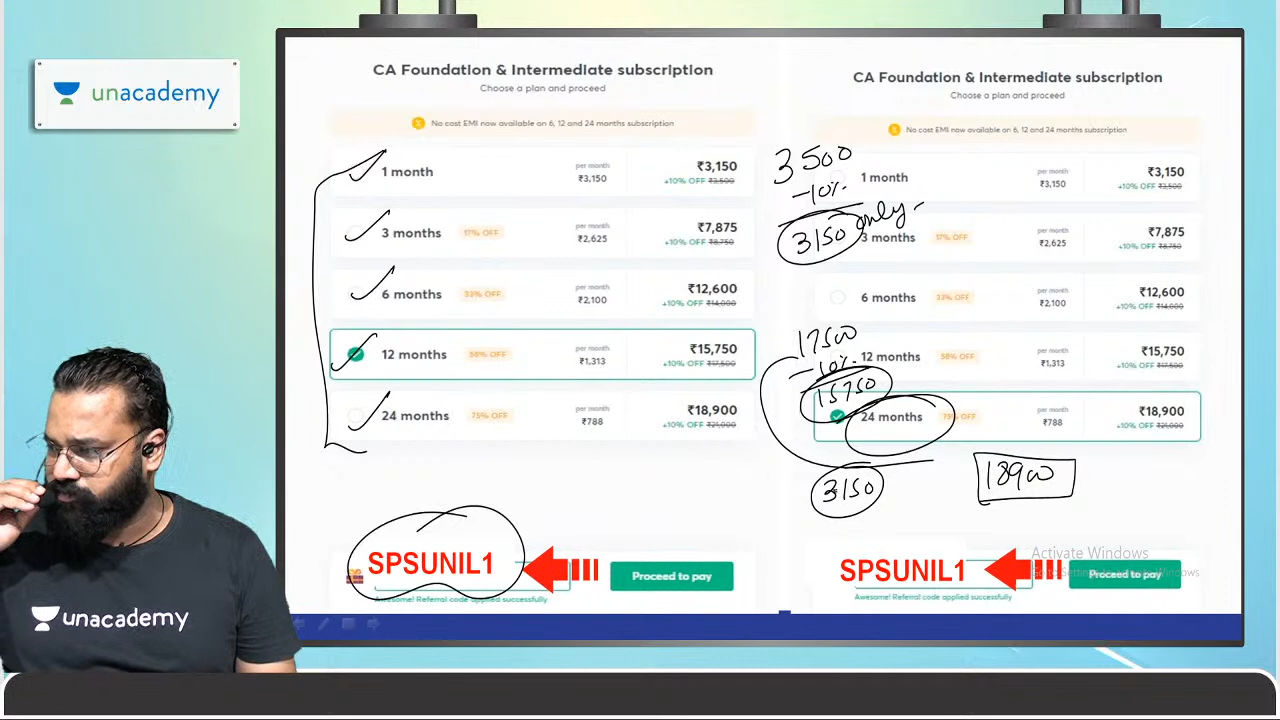 unacademy
CA Foundation & Intermediate subscription
Choose a plan and proceed
No cost EMI now available on 6, 12 and 24 months subscription
1 month per month ₹3,150 ₹3,150 +10% OFF ₹3,500
3 months 17% OFF per month ₹2,625 ₹7,875 +10% OFF ₹8,750
6 months 33% OFF per month ₹2,100 ₹12,600 +10% OFF ₹14,000
12 months 58% OFF per month ₹1,313 ₹15,750 +10% OFF ₹17,500
24 months 75% OFF per month ₹788 ₹18,900 +10% OFF ₹21,000
SPSUNIL1
Proceed to pay
Awesome! Referral code applied successfully
CA Foundation & Intermediate subscription
Choose a plan and proceed
No cost EMI now available on 6, 12 and 24 months subscription
1 month per month ₹3,150 ₹3,150 +10% OFF ₹3,500
3 months 17% OFF per month ₹2,625 ₹7,875 +10% OFF ₹8,750
6 months 33% OFF per month ₹2,100 ₹12,600 +10% OFF ₹14,000
12 months 58% OFF per month ₹1,313 ₹15,750 +10% OFF ₹17,500
24 months 75% OFF per month ₹788 ₹18,900 +10% OFF ₹21,000
3500
-10%
3150 only
17500
-10%
15750
3150
18900
SPSUNIL1
Proceed to pay
Awesome! Referral code applied successfully
Activate Windows
unacademy